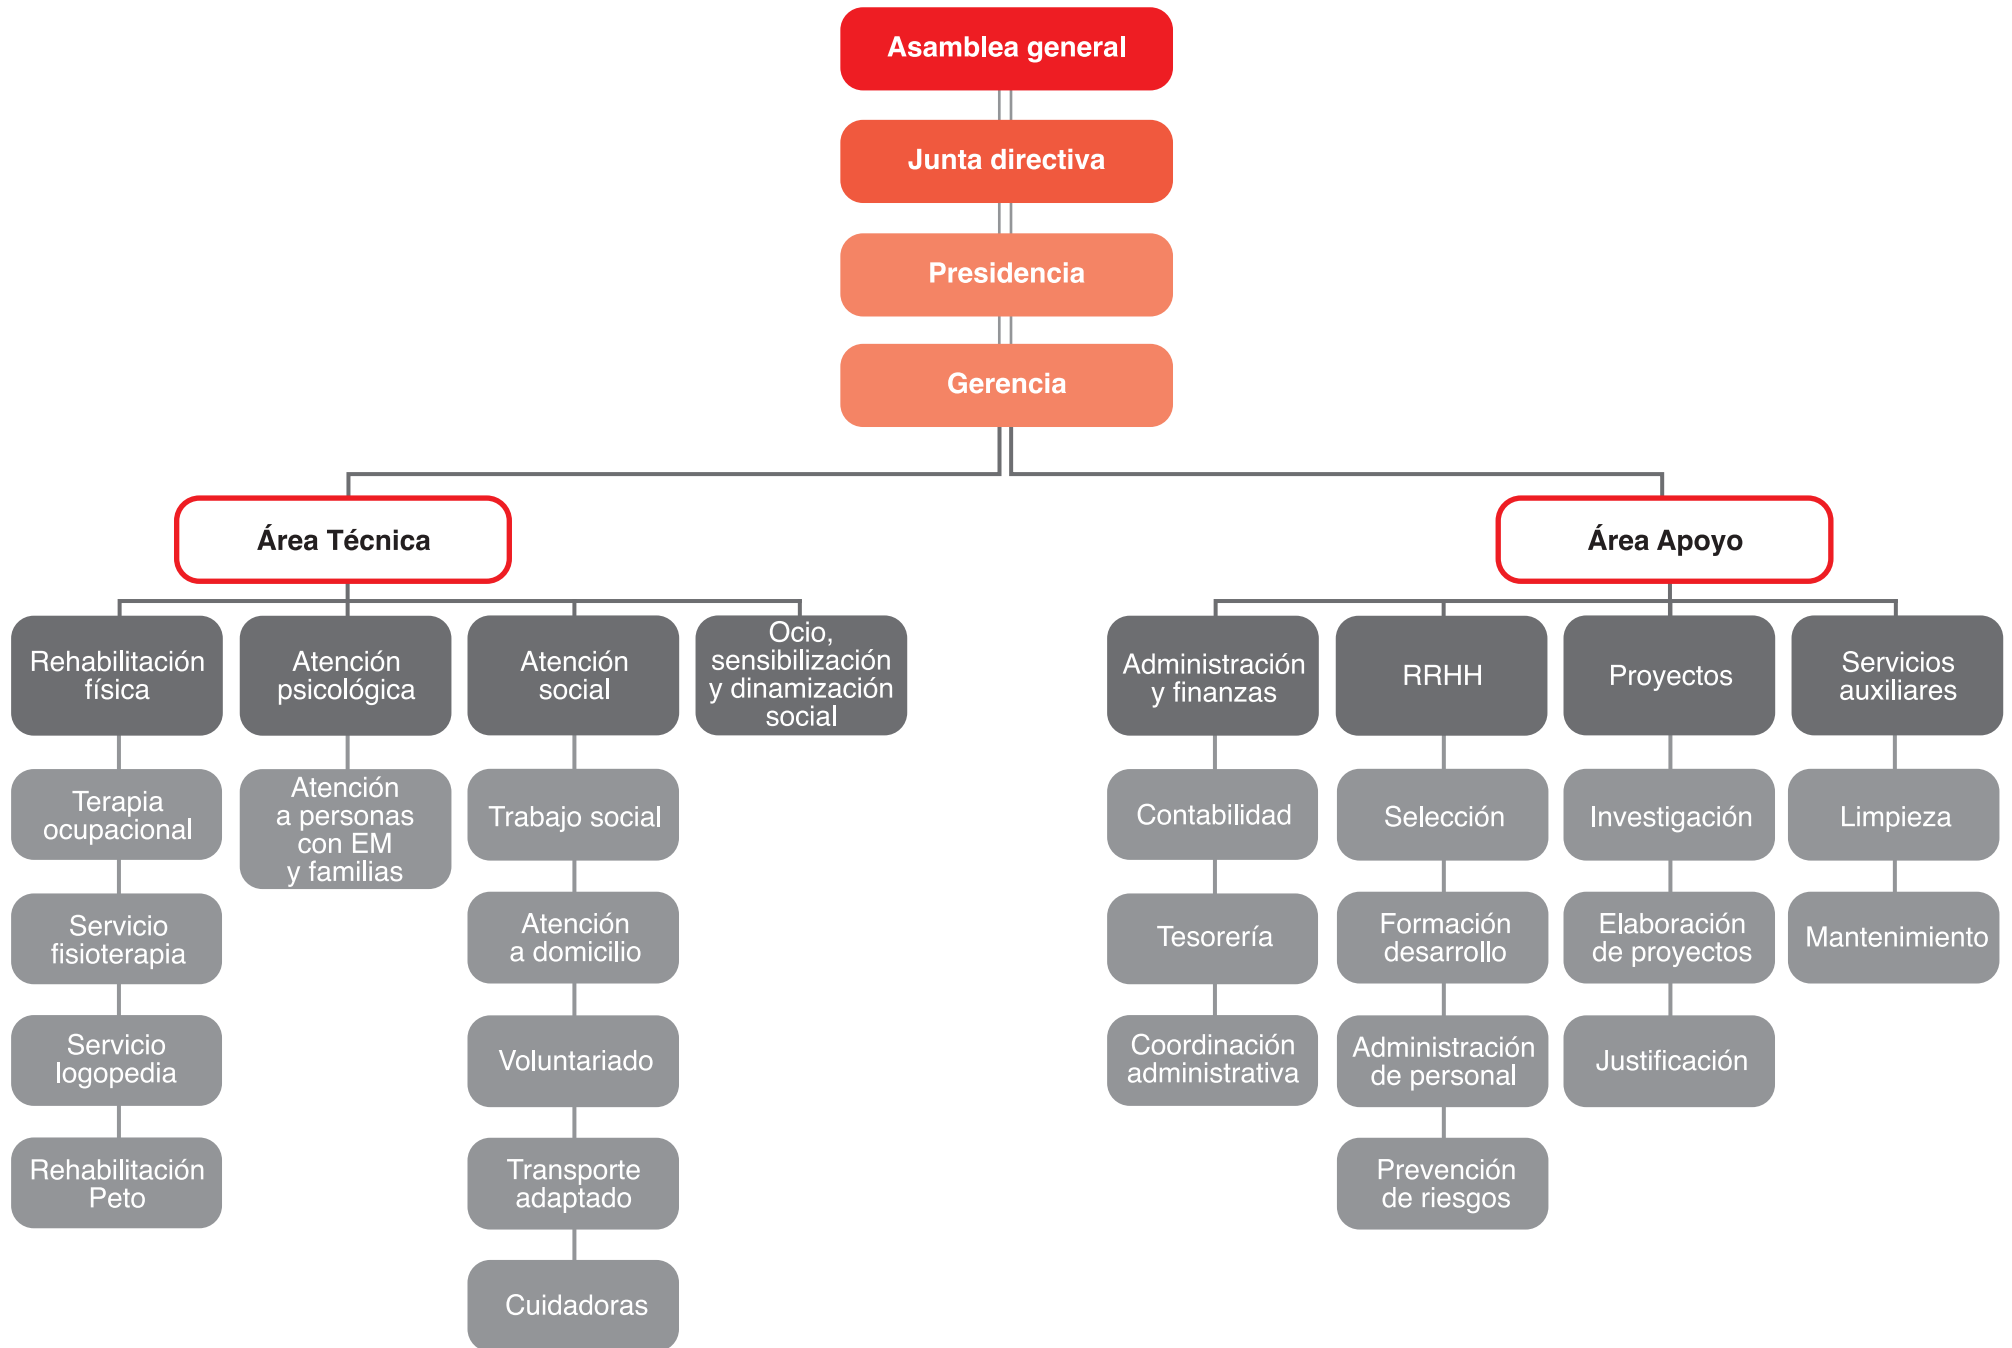 Asamblea general
Junta directiva
Presidencia
Gerencia
Área Técnica
Área Apoyo
Rehabilitación
física
Atención
psicológica
Atención
social
Ocio,
sensibilización
y dinamización
social
Administración
y finanzas
RRHH
Proyectos
Servicios
auxiliares
Terapia
ocupacional
Atención
a personas
con EM
y familias
Trabajo social
Contabilidad
Selección
Investigación
Limpieza
Servicio
fisioterapia
Atención
a domicilio
Tesorería
Formación
desarrollo
Elaboración
de proyectos
Mantenimiento
Servicio
logopedia
Voluntariado
Coordinación
administrativa
Administración
de personal
Justificación
Rehabilitación
Peto
Transporte
adaptado
Prevención
de riesgos
Cuidadoras